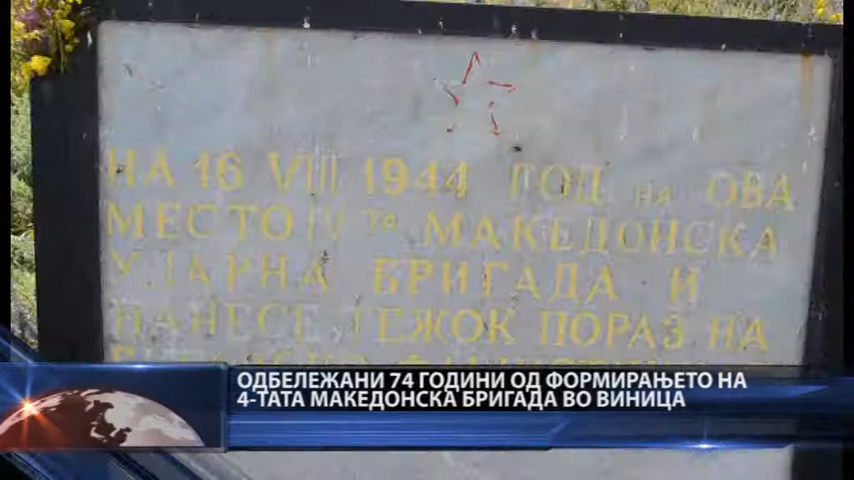 НА 16 VIII 1944 ГОД. НА ОВА
МЕСТО IV ТА МАКЕДОНСКА
УДАРНА БРИГАДА И
НАНЕСЕ ТЕЖОК ПОРАЗ НА
ОДБЕЛЕЖАНИ 74 ГОДИНИ ОД ФОРМИРАЊЕТО НА
4-ТАТА МАКЕДОНСКА БРИГАДА ВО ВИНИЦА